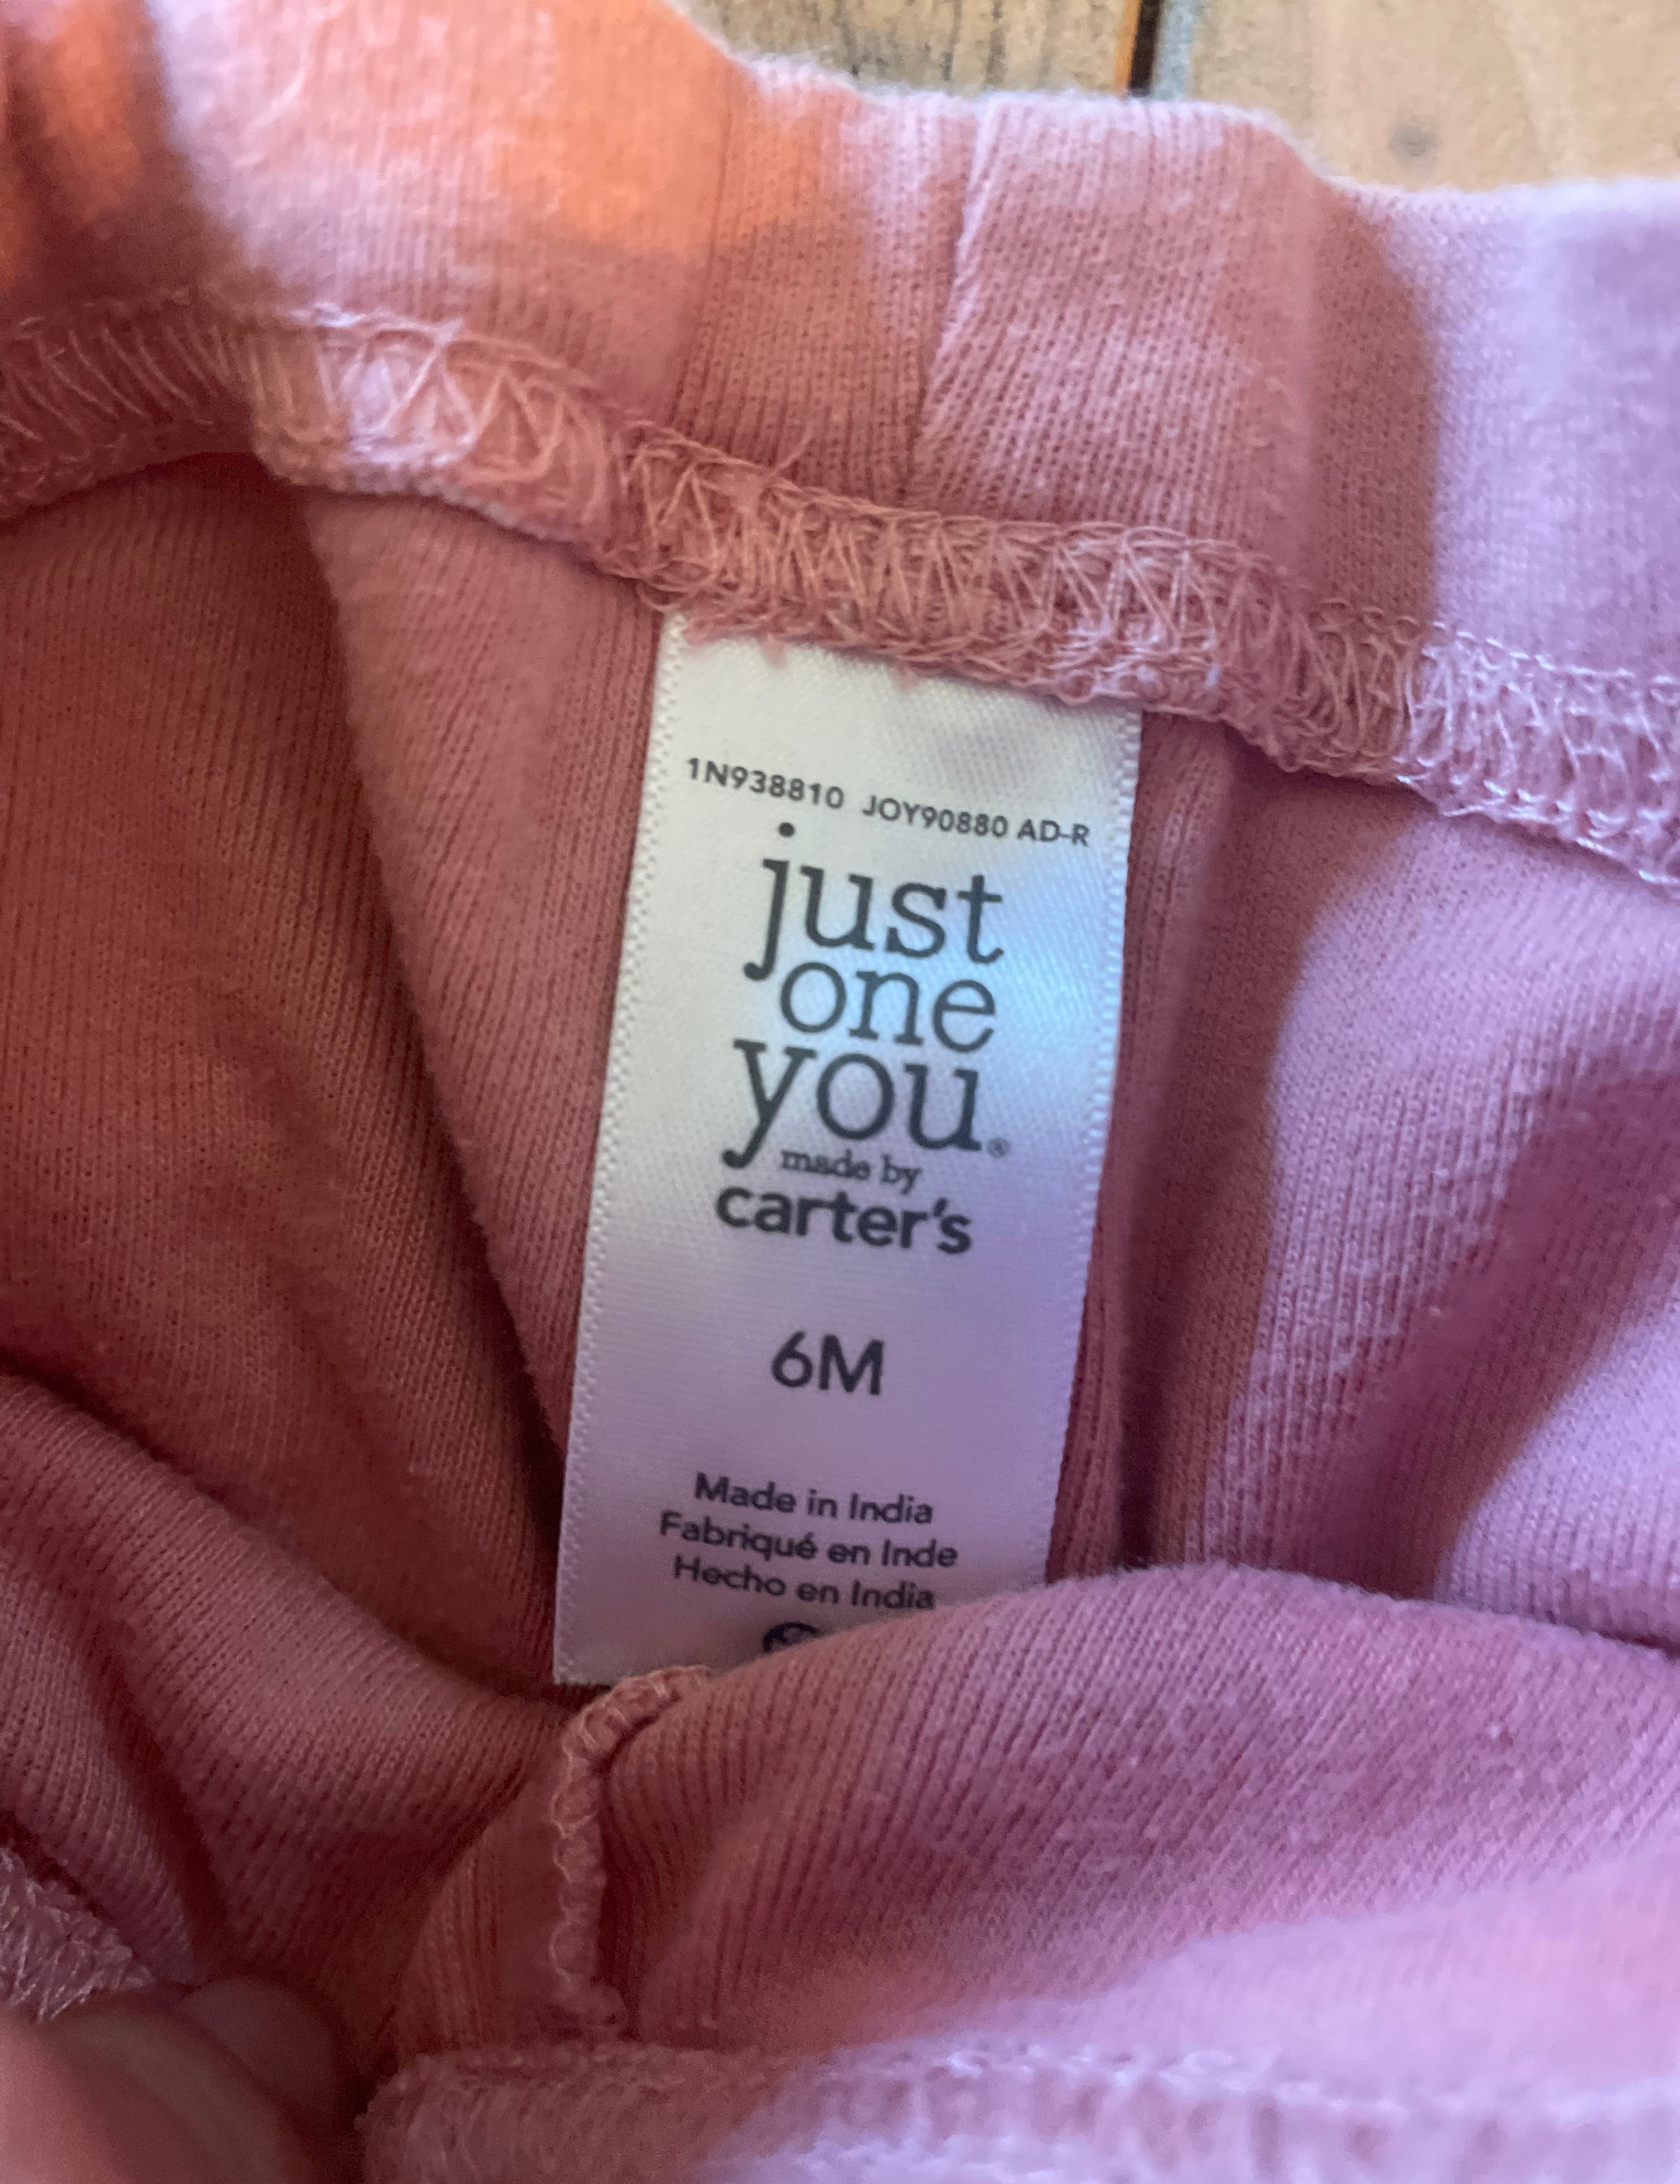 1N938810 JOY90880 AD-R
just
one
you®
made by
carter's
6M
Made in India
Fabriqué en Inde
Hecho en India